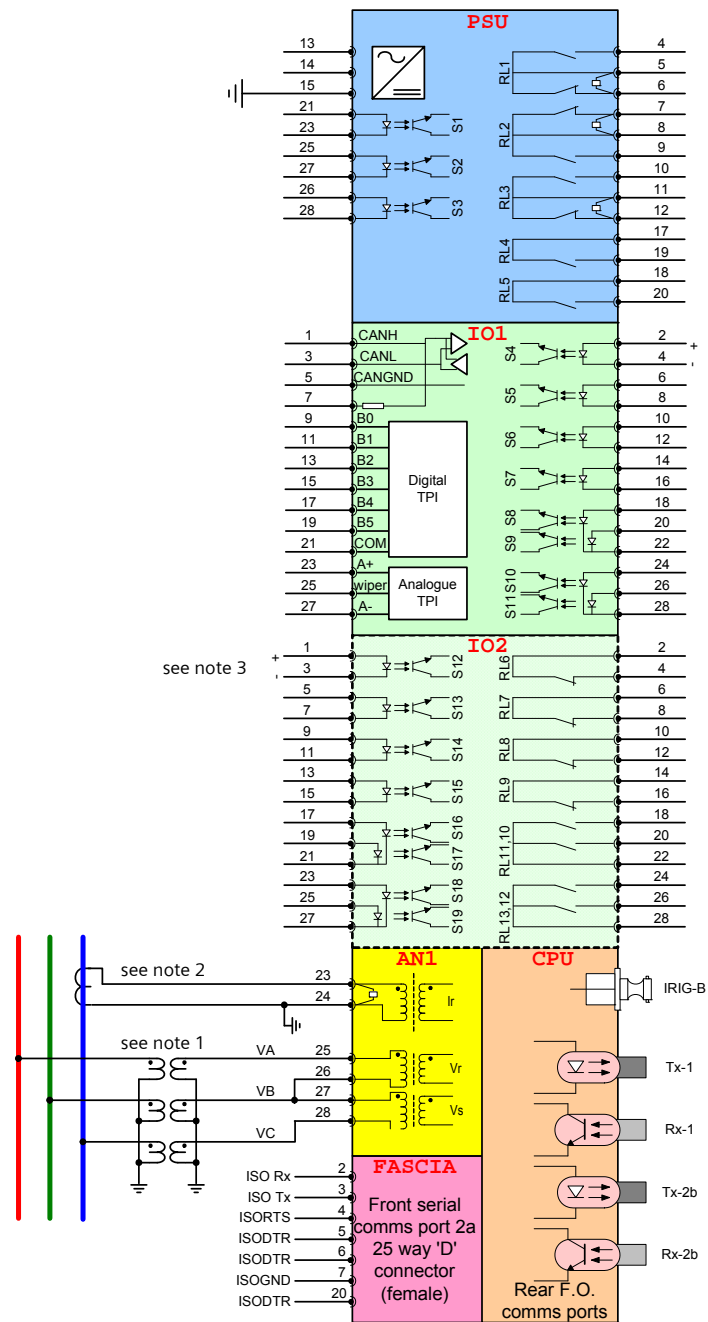 PSU
13
14
15
21
23
25
27
26
28
S1
S2
S3
RL1
RL2
RL3
RL4
RL5
4
5
6
7
8
9
10
11
12
17
19
18
20
IO1
1
3
5
7
9
11
13
15
17
19
21
23
25
27
CANH
CANL
CANGND
B0
B1
B2
B3
B4
B5
COM
A+
wiper
A-
Digital
TPI
Analogue
TPI
S4
S5
S6
S7
S8
S9
S10
S11
2
+
4
-
6
8
10
12
14
16
18
20
22
24
26
28
IO2
see note 3
+
1
-
3
5
7
9
11
13
15
17
19
21
23
25
27
S12
S13
S14
S15
S16
S17
S18
S19
RL6
RL7
RL8
RL9
RL11,10
RL13,12
2
4
6
8
10
12
14
16
18
20
22
24
26
28
AN1
see note 2
23
24
Ir
see note 1
VA
25
26
VB
27
28
VC
Vr
Vs
CPU
IRIG-B
Tx-1
Rx-1
Tx-2b
Rx-2b
Rear F.O.
comms ports
FASCIA
ISO Rx
2
ISO Tx
3
ISORTS
4
ISODTR
5
ISODTR
6
ISOGND
7
ISODTR
20
Front serial
comms port 2a
25 way 'D'
connector
(female)